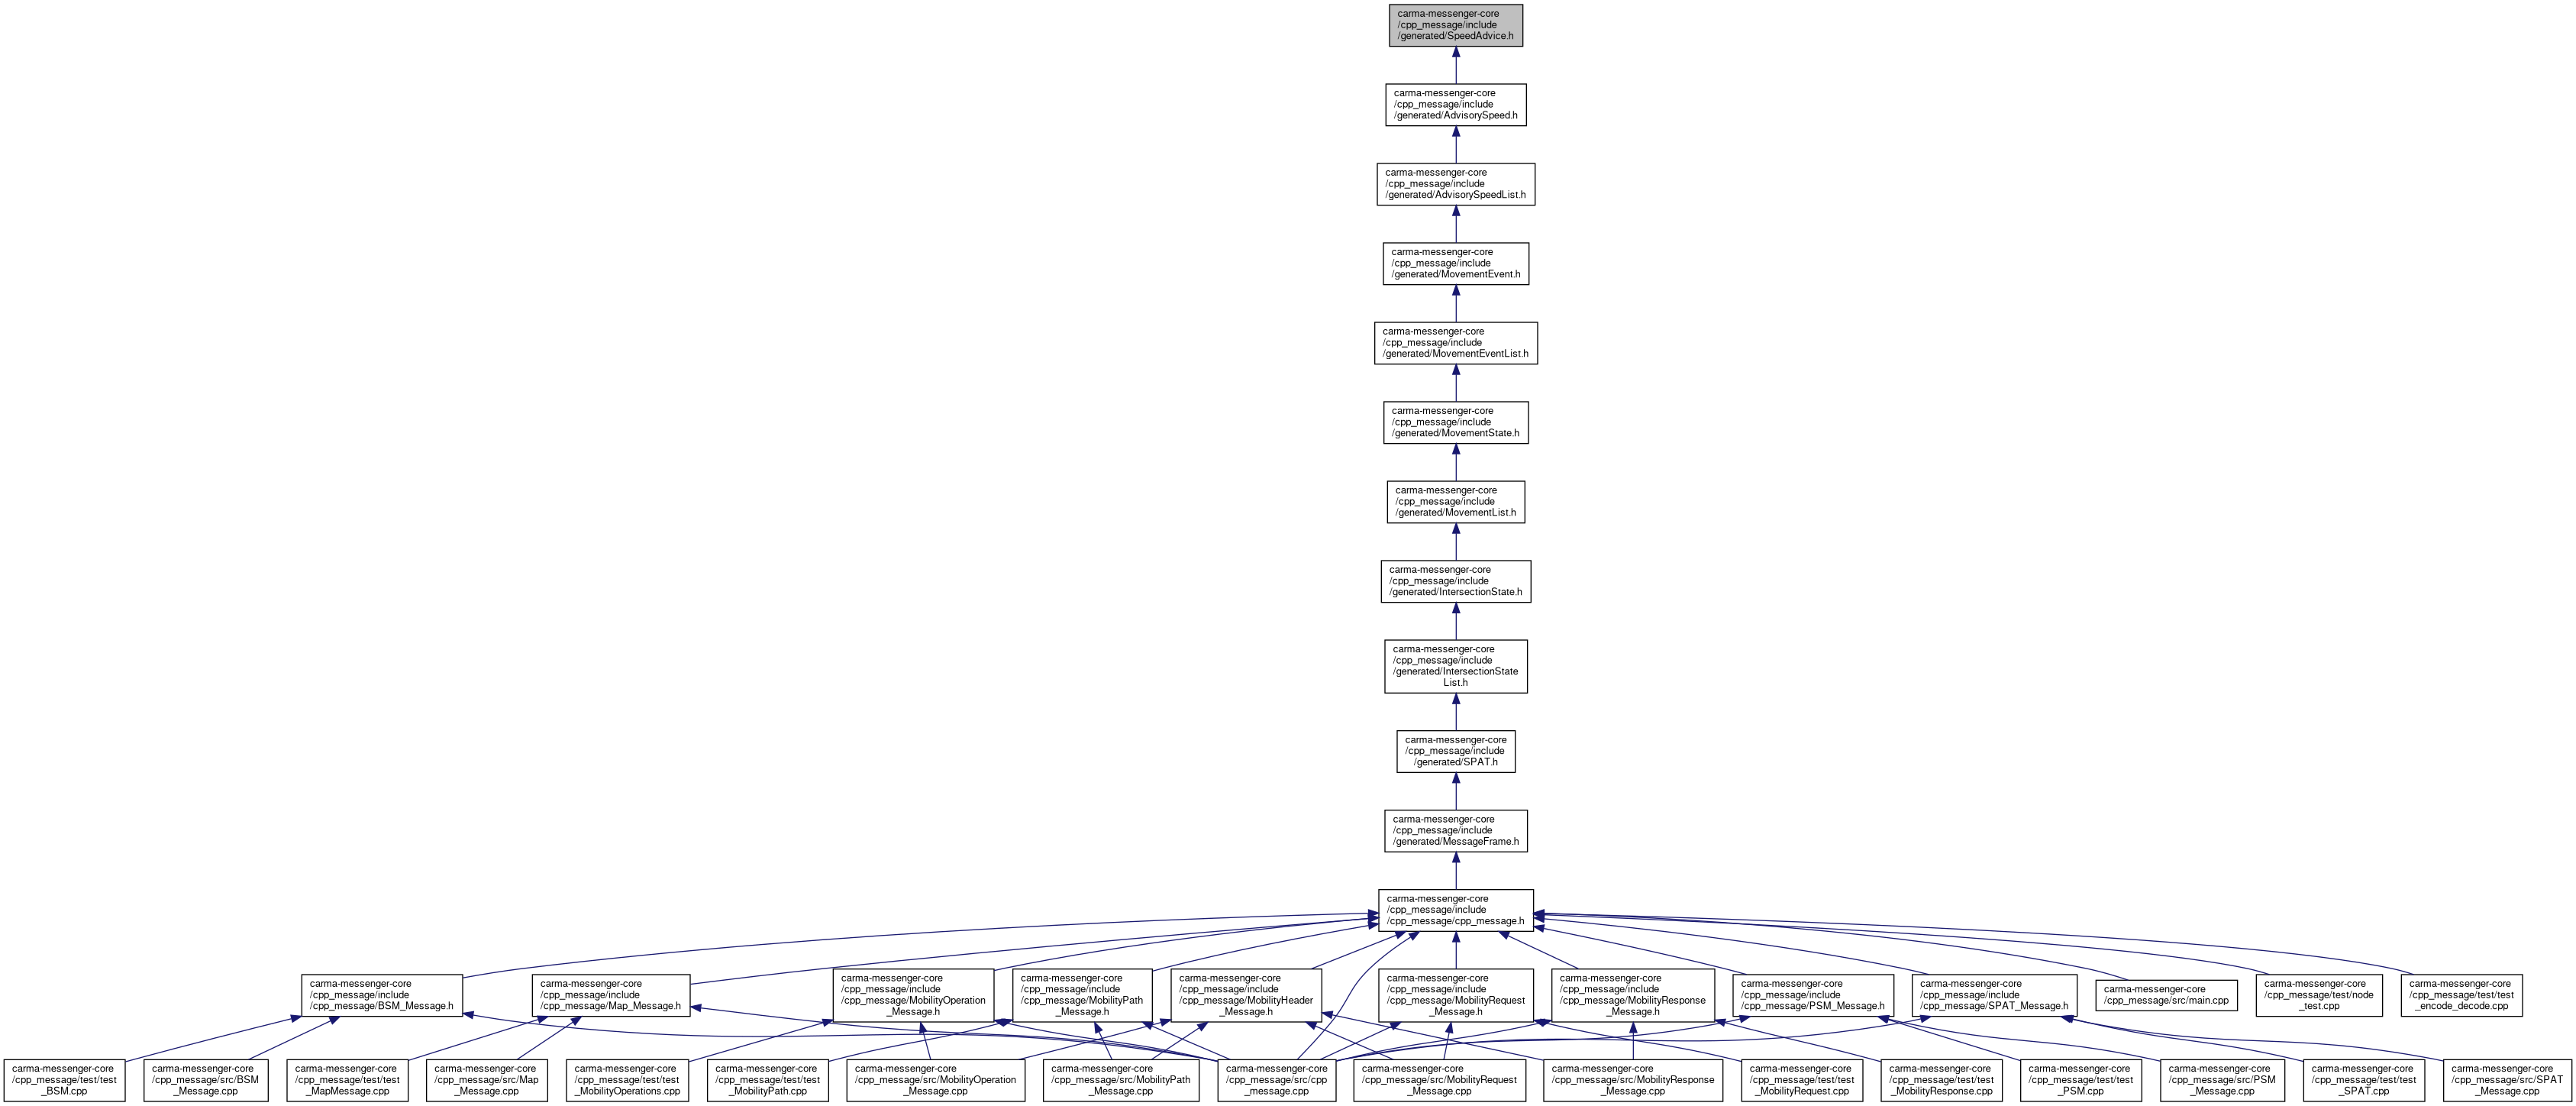 carma-messenger-core
/cpp_message/include
/generated/SpeedAdvice.h
carma-messenger-core
/cpp_message/include
/generated/AdvisorySpeed.h
carma-messenger-core
/cpp_message/include
/generated/AdvisorySpeedList.h
carma-messenger-core
/cpp_message/include
/generated/MovementEvent.h
carma-messenger-core
/cpp_message/include
/generated/MovementEventList.h
carma-messenger-core
/cpp_message/include
/generated/MovementState.h
carma-messenger-core
/cpp_message/include
/generated/MovementList.h
carma-messenger-core
/cpp_message/include
/generated/IntersectionState.h
carma-messenger-core
/cpp_message/include
/generated/IntersectionState
List.h
carma-messenger-core
/cpp_message/include
/generated/SPAT.h
carma-messenger-core
/cpp_message/include
/generated/MessageFrame.h
carma-messenger-core
/cpp_message/include
/cpp_message/cpp_message.h
carma-messenger-core
/cpp_message/include
/cpp_message/BSM_Message.h
carma-messenger-core
/cpp_message/include
/cpp_message/Map_Message.h
carma-messenger-core
/cpp_message/include
/cpp_message/MobilityOperation
_Message.h
carma-messenger-core
/cpp_message/include
/cpp_message/MobilityPath
_Message.h
carma-messenger-core
/cpp_message/include
/cpp_message/MobilityHeader
_Message.h
carma-messenger-core
/cpp_message/include
/cpp_message/MobilityRequest
_Message.h
carma-messenger-core
/cpp_message/include
/cpp_message/MobilityResponse
_Message.h
carma-messenger-core
/cpp_message/include
/cpp_message/PSM_Message.h
carma-messenger-core
/cpp_message/include
/cpp_message/SPAT_Message.h
carma-messenger-core
/cpp_message/src/main.cpp
carma-messenger-core
/cpp_message/test/node
_test.cpp
carma-messenger-core
/cpp_message/test/test
_encode_decode.cpp
carma-messenger-core
/cpp_message/test/test
_BSM.cpp
carma-messenger-core
/cpp_message/src/BSM
_Message.cpp
carma-messenger-core
/cpp_message/test/test
_MapMessage.cpp
carma-messenger-core
/cpp_message/src/Map
_Message.cpp
carma-messenger-core
/cpp_message/test/test
_MobilityOperations.cpp
carma-messenger-core
/cpp_message/test/test
_MobilityPath.cpp
carma-messenger-core
/cpp_message/src/MobilityOperation
_Message.cpp
carma-messenger-core
/cpp_message/src/MobilityPath
_Message.cpp
carma-messenger-core
/cpp_message/src/cpp
_message.cpp
carma-messenger-core
/cpp_message/src/MobilityRequest
_Message.cpp
carma-messenger-core
/cpp_message/src/MobilityResponse
_Message.cpp
carma-messenger-core
/cpp_message/test/test
_MobilityRequest.cpp
carma-messenger-core
/cpp_message/test/test
_MobilityResponse.cpp
carma-messenger-core
/cpp_message/test/test
_PSM.cpp
carma-messenger-core
/cpp_message/src/PSM
_Message.cpp
carma-messenger-core
/cpp_message/test/test
_SPAT.cpp
carma-messenger-core
/cpp_message/src/SPAT
_Message.cpp